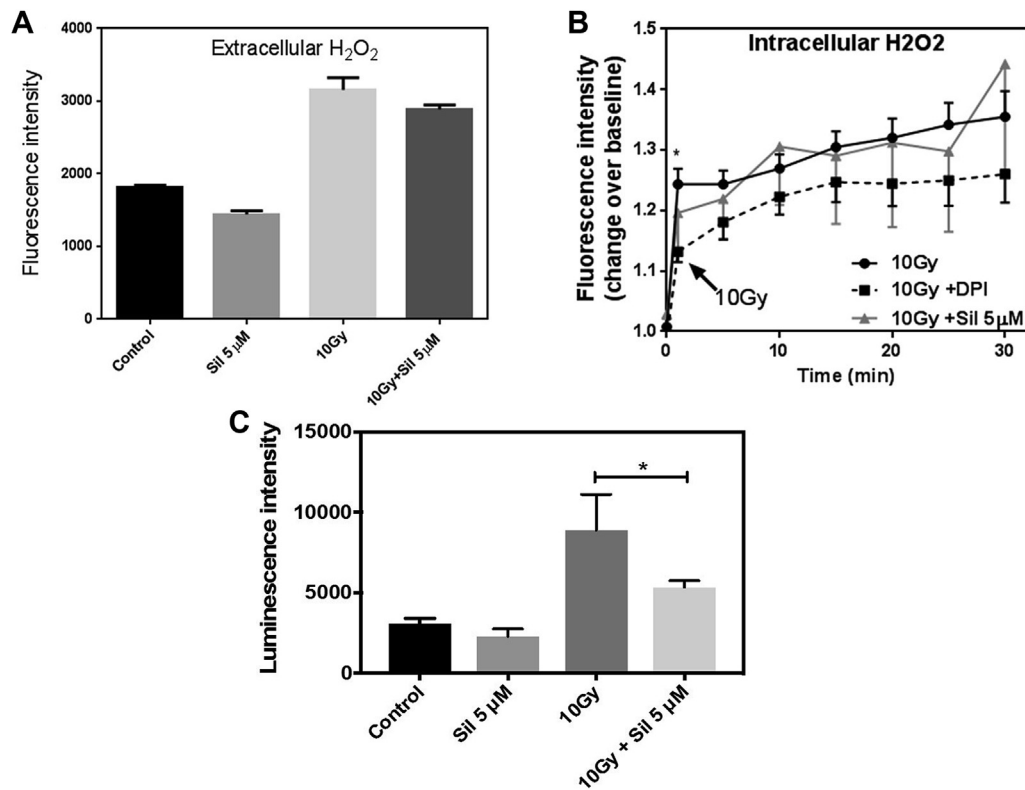 A
Extracellular H₂O₂
Fluorescence intensity
4000
3000
2000
1000
0
Control
Sil 5 µM
10Gy
10Gy+Sil 5µM
B
Intracellular H2O2
Fluorescence intensity
(change over baseline)
1.5
1.4
1.3
1.2
1.1
1.0
*
10Gy
10Gy
10Gy +DPI
10Gy +Sil 5µM
0
10
20
30
Time (min)
C
Luminescence intensity
15000
10000
5000
0
*
Control
Sil 5 µM
10Gy
10Gy + Sil 5 µM